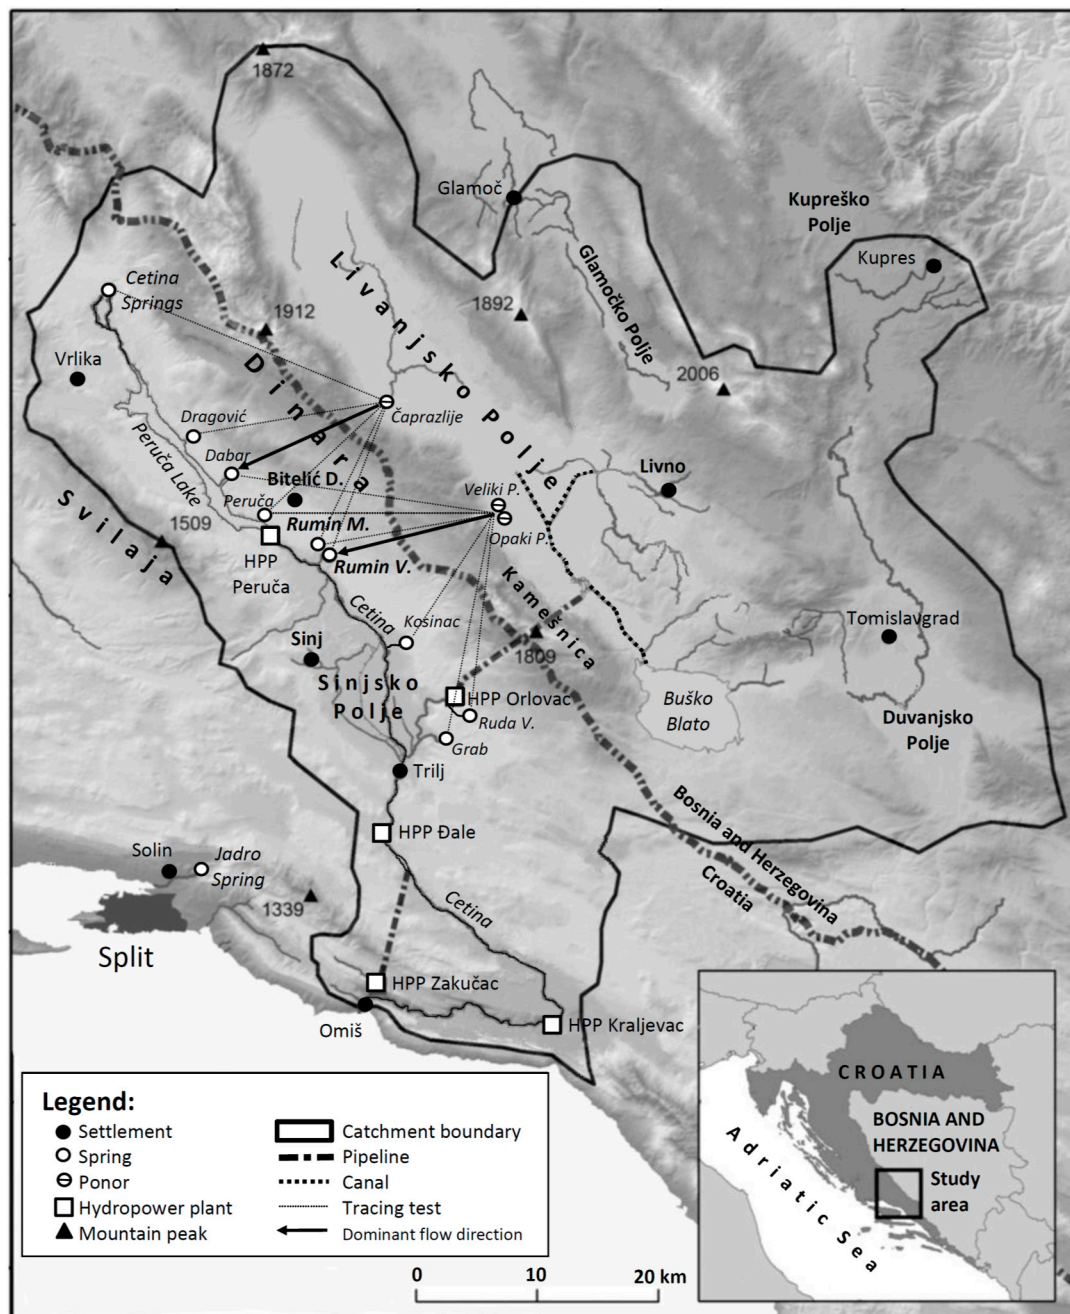 1872
Glamoč
Kupreško
Polje
Kupres
Cetina
Springs
Livanjsko Polje
Glamočko Polje
1912
1892
Vrlika
Dinara
2006
Čaprazlije
Dragović
Peruča Lake
Dabar
Bitelić D.
Livno
Veliki P.
Peruča
Svilaja
1509
Rumin M.
Opaki P.
HPP
Peruča
Rumin V.
Kamešnica
Cetina
Kosinac
Tomislavgrad
1809
Sinj
Sinjsko
Polje
HPP Orlovac
Buško
Blato
Ruda V.
Duvanjsko
Polje
Grab
Trilj
Bosnia and Herzegovina
Croatia
HPP Đale
Solin
Jadro
Spring
1339
Cetina
Split
HPP Zakučac
Omiš
HPP Kraljevac
Legend:
Settlement
Spring
Ponor
Hydropower plant
Mountain peak
Catchment boundary
Pipeline
Canal
Tracing test
Dominant flow direction
0 10 20 km
CROATIA
BOSNIA AND
HERZEGOVINA
Adriatic Sea
Study
area